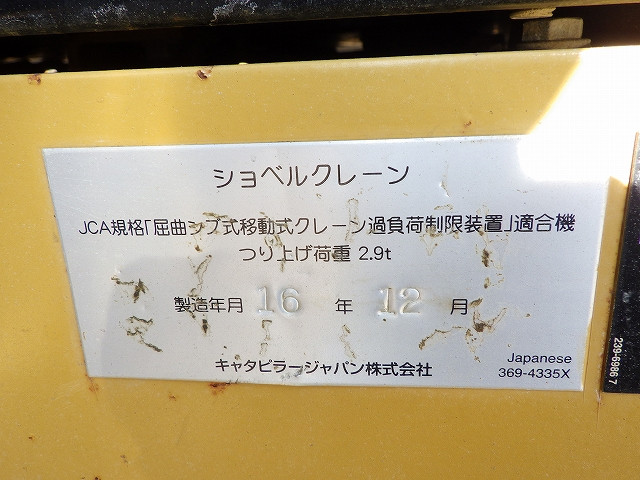 ショベルクレーン
JCA規格「屈曲ジブ式移動式クレーン過負荷制限装置」適合機
つり上げ荷重 2.9t
製造年月 16 年 12 月
キャタピラージャパン株式会社
Japanese
369-4335X
239-6986 7